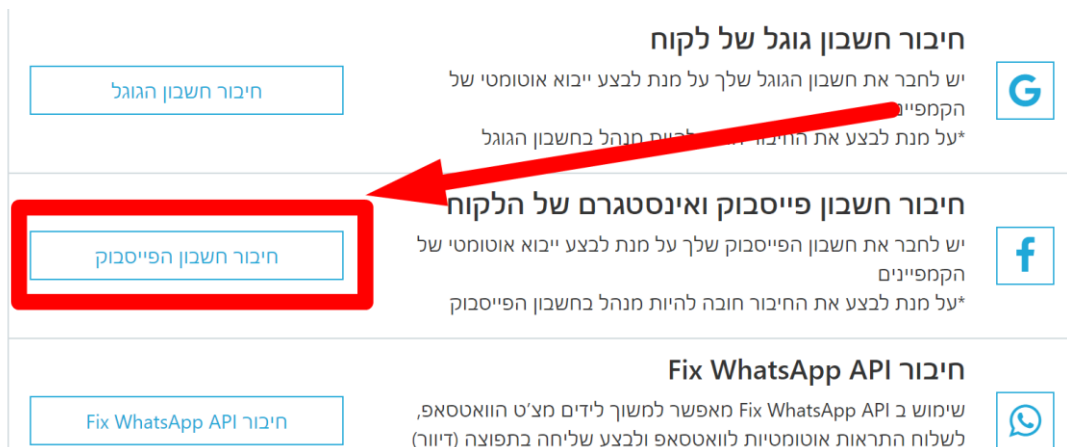 חיבור חשבון גוגל של לקוח
יש לחבר את חשבון הגוגל שלך על מנת לבצע ייבוא אוטומטי של
*על מנת לבצע את להיות מנהל בחשבון הגוגל
חיבור חשבון הגוגל
חיבור חשבון פייסבוק ואינסטגרם של הלקוח
יש לחבר את חשבון הפייסבוק שלך על מנת לבצע ייבוא אוטומטי של
הקמפיינים
*על מנת לבצע את החיבור חובה להיות מנהל בחשבון הפייסבוק
חיבור חשבון הפייסבוק
חיבור Fix WhatsApp API
שימוש ב Fix WhatsApp API מאפשר למשוך לידים מצ'ט הוואטסאפ,
לשלוח התראות אוטומטיות לוואטסאפ ולבצע שליחה בתפוצה (דיוור)
חיבור Fix WhatsApp API